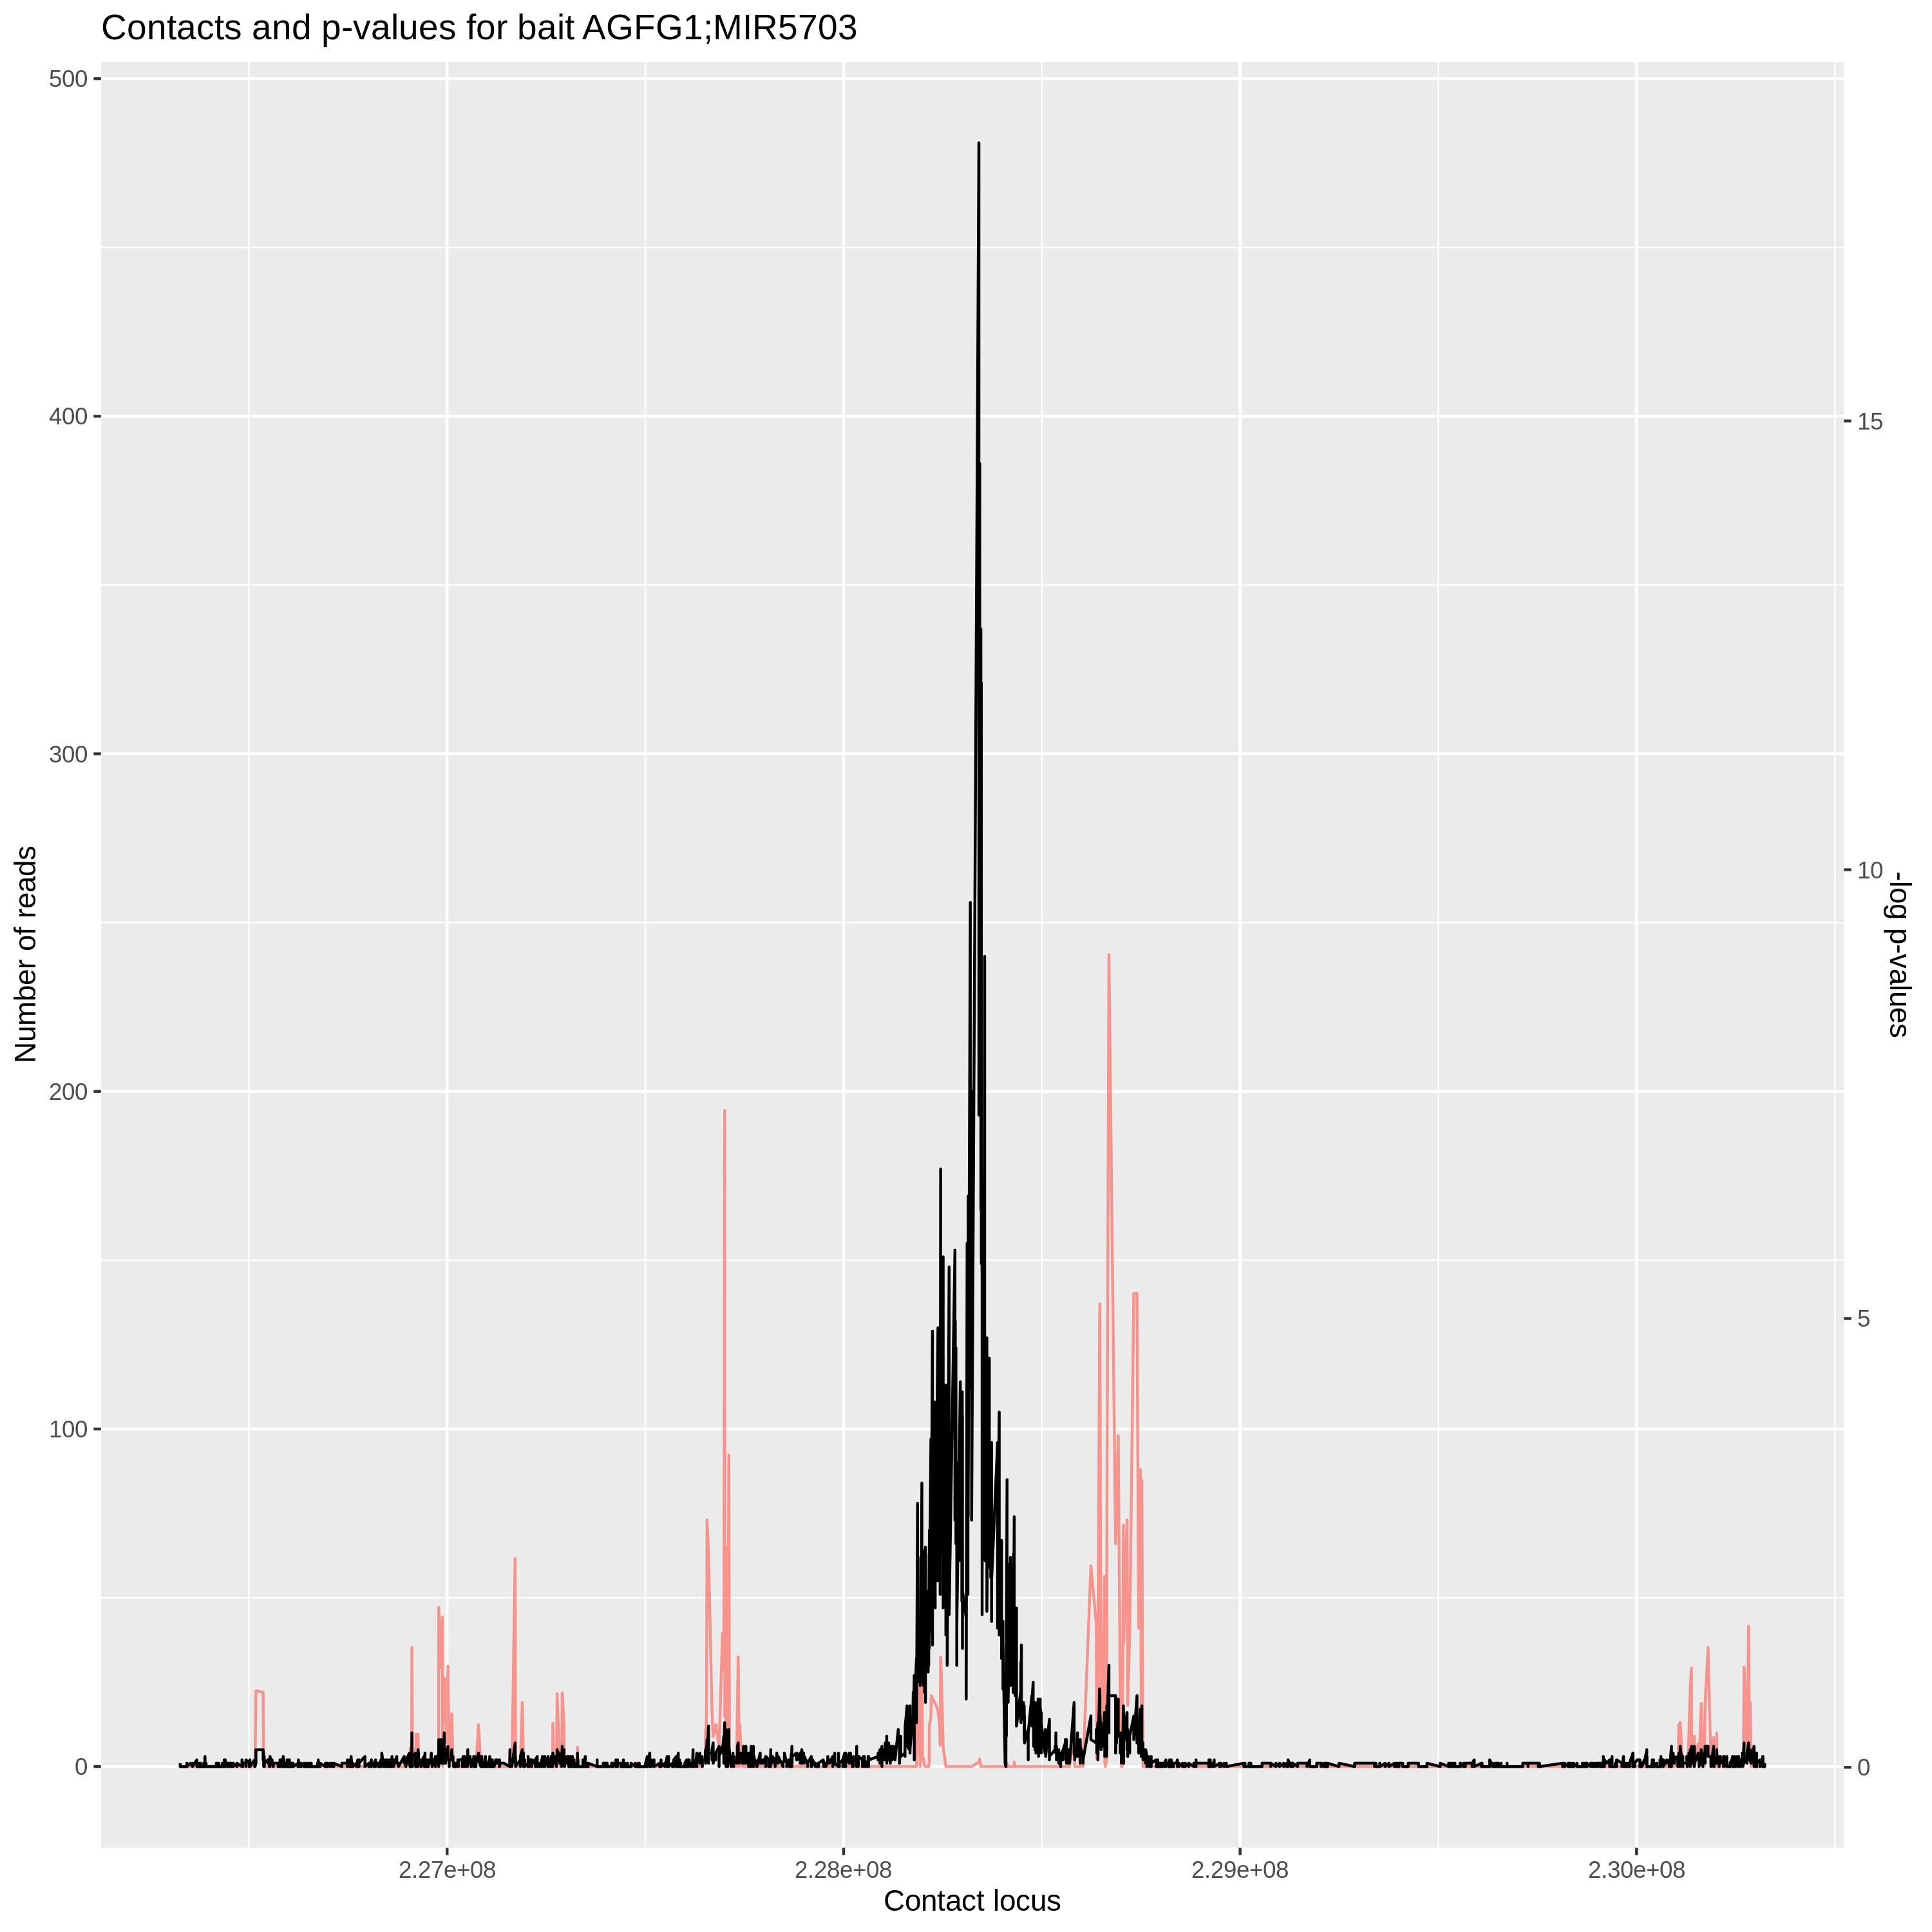 Contacts and p-values for bait AGFG1;MIR5703
500
400
300
200
100
0
Number of reads
15
10
5
0
-log p-values
2.27e+08
2.28e+08
2.29e+08
2.30e+08
Contact locus